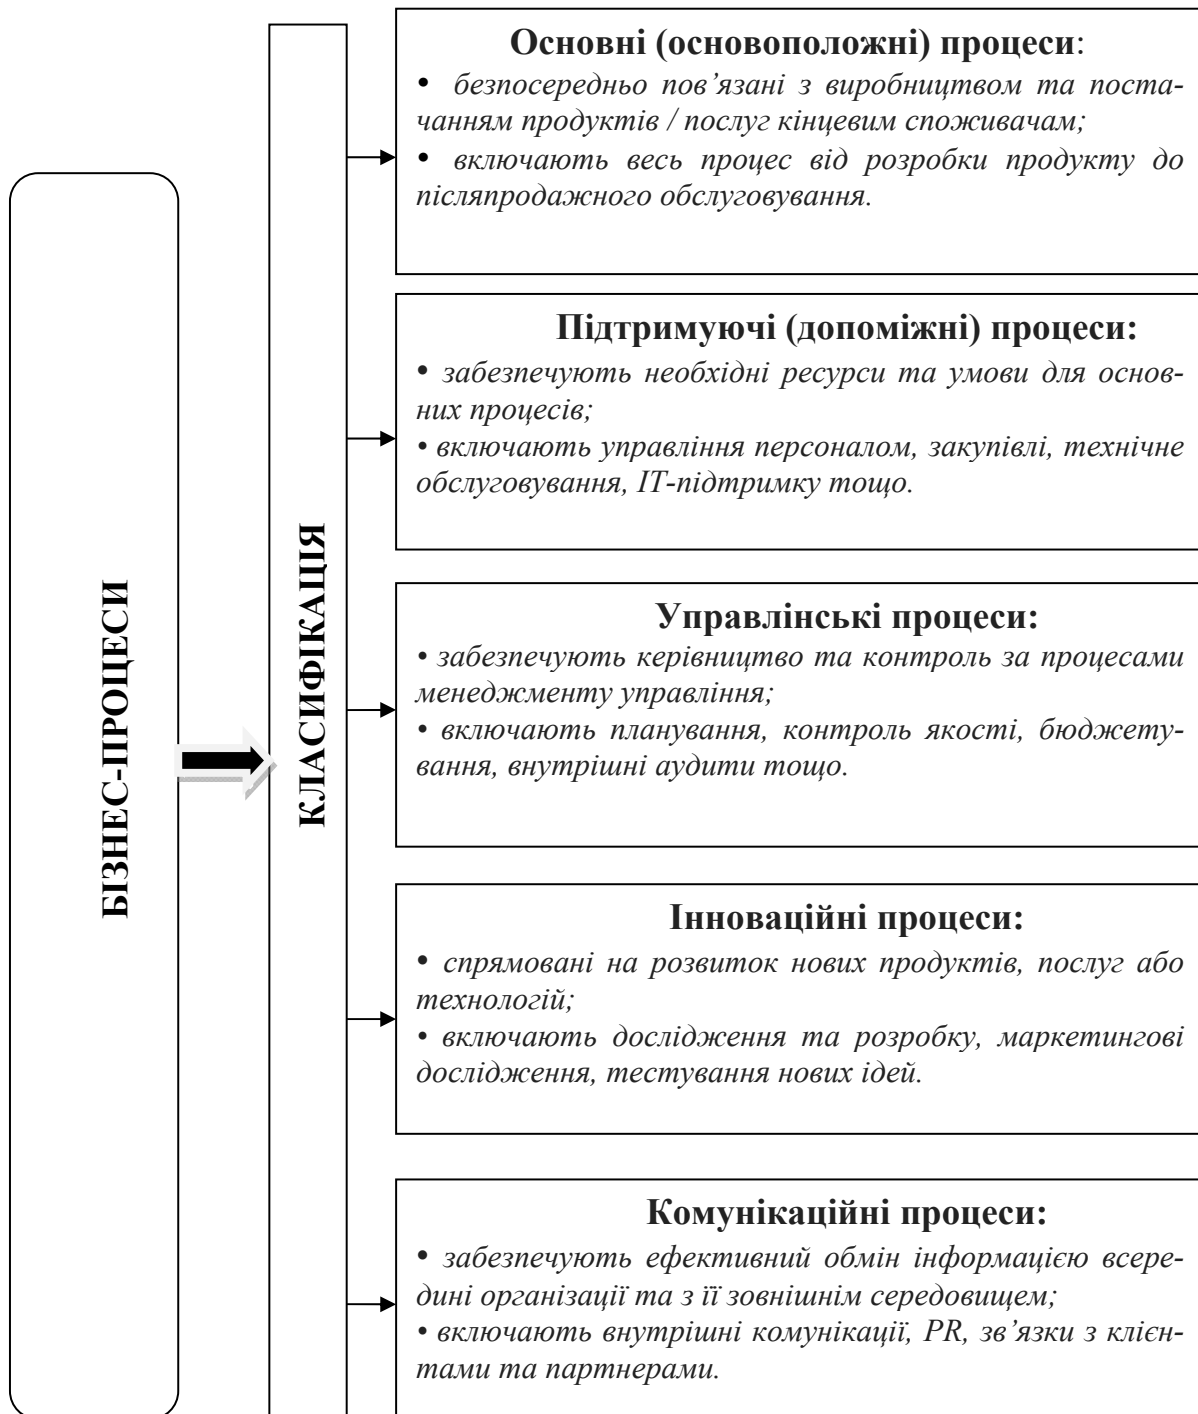 БІЗНЕС-ПРОЦЕСИ
КЛАСИФІКАЦІЯ
Основні (основоположні) процеси:
• безпосередньо пов’язані з виробництвом та поста-
чанням продуктів / послуг кінцевим споживачам;
• включають весь процес від розробки продукту до
післяпродажного обслуговування.
Підтримуючі (допоміжні) процеси:
• забезпечують необхідні ресурси та умови для основ-
них процесів;
• включають управління персоналом, закупівлі, технічне
обслуговування, ІТ-підтримку тощо.
Управлінські процеси:
• забезпечують керівництво та контроль за процесами
менеджменту управління;
• включають планування, контроль якості, бюджету-
вання, внутрішні аудити тощо.
Інноваційні процеси:
• спрямовані на розвиток нових продуктів, послуг або
технологій;
• включають дослідження та розробку, маркетингові
дослідження, тестування нових ідей.
Комунікаційні процеси:
• забезпечують ефективний обмін інформацією всере-
дині організації та з її зовнішнім середовищем;
• включають внутрішні комунікації, PR, зв’язки з клієн-
тами та партнерами.